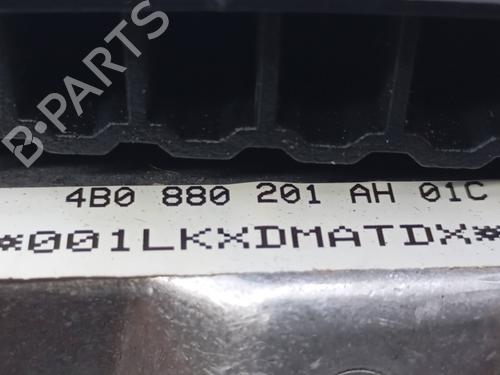 B-PARTS
4B0 880 201 AH 01C
*001LKXDMATDX*